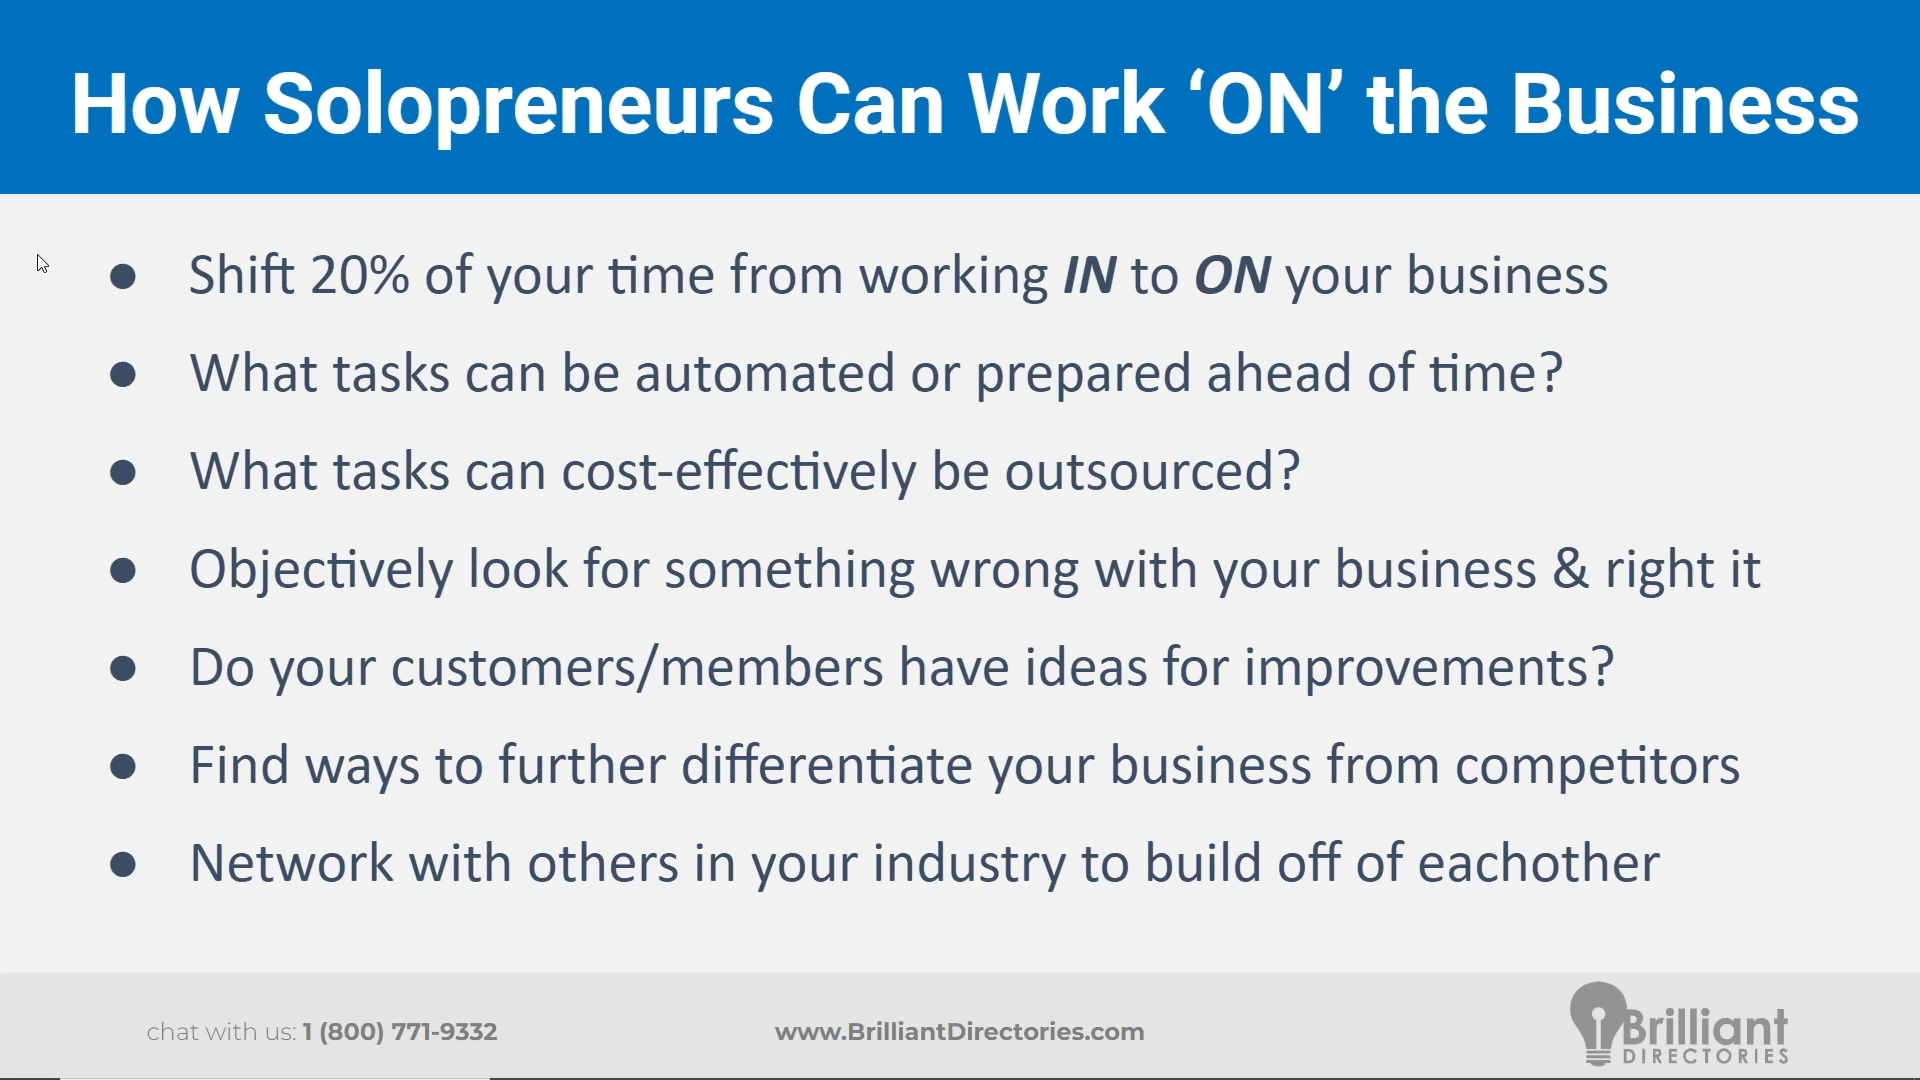 How Solopreneurs Can Work ‘ON’ the Business
● Shift 20% of your time from working IN to ON your business
● What tasks can be automated or prepared ahead of time?
● What tasks can cost-effectively be outsourced?
● Objectively look for something wrong with your business & right it
● Do your customers/members have ideas for improvements?
● Find ways to further differentiate your business from competitors
● Network with others in your industry to build off of eachother
chat with us: 1 (800) 771-9332
www.BrilliantDirectories.com
Brilliant
DIRECTORIES